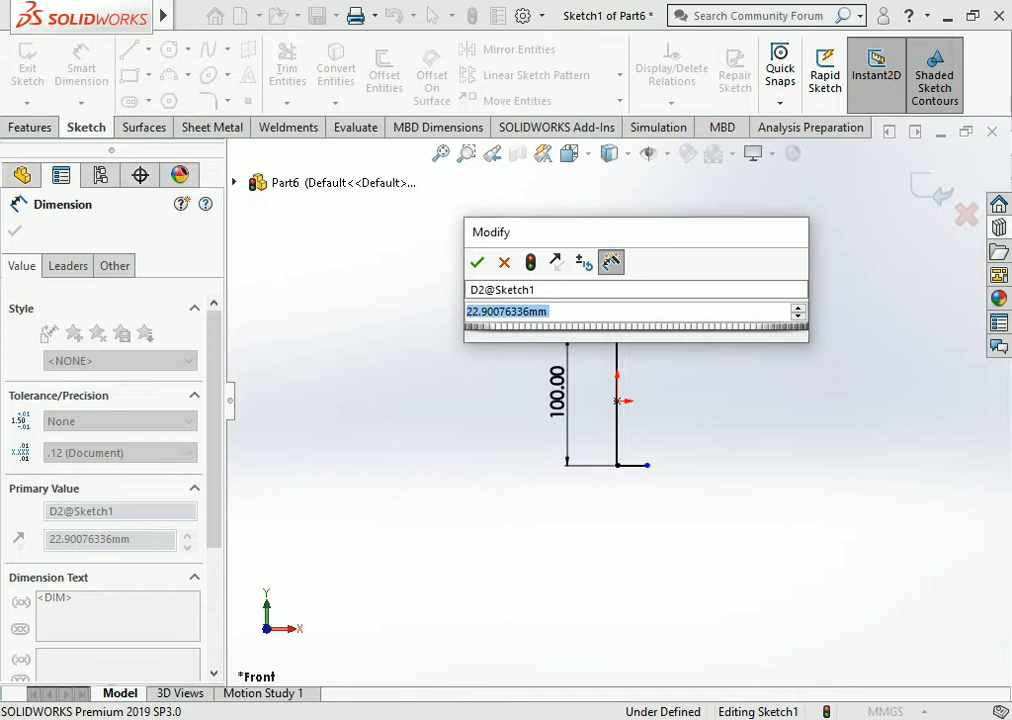 SOLIDWORKS
Sketch1 of Part6 *
Search Community Forum
?
Exit
Sketch
Smart
Dimension
Trim
Entities
Convert
Entities
Offset
Entities
Offset
On
Surface
Mirror Entities
Linear Sketch Pattern
Move Entities
Display/Delete
Relations
Repair
Sketch
Quick
Snaps
Rapid
Sketch
Instant2D
Shaded
Sketch
Contours
Features
Sketch
Surfaces
Sheet Metal
Weldments
Evaluate
MBD Dimensions
SOLIDWORKS Add-Ins
Simulation
MBD
Analysis Preparation
Part6 (Default<<Default>...
Dimension
Value
Leaders
Other
Style
<NONE>
Tolerance/Precision
None
.12 (Document)
Primary Value
D2@Sketch1
22.90076336mm
Dimension Text
<DIM>
Modify
D2@Sketch1
22.90076336mm
100.00
Y
X
*Front
Model
3D Views
Motion Study 1
SOLIDWORKS Premium 2019 SP3.0
Under Defined
Editing Sketch1
MMGS